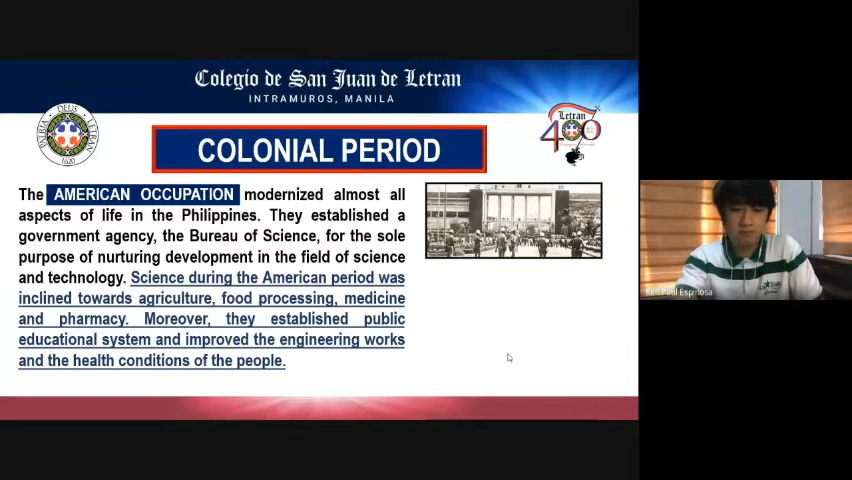 Colegio de San Juan de Letran
INTRAMUROS, MANILA
DEUS
PATRIA
LETRAN
1620
Letran
400
COLONIAL PERIOD
The AMERICAN OCCUPATION modernized almost all
aspects of life in the Philippines. They established a
government agency, the Bureau of Science, for the sole
purpose of nurturing development in the field of science
and technology. Science during the American period was
inclined towards agriculture, food processing, medicine
and pharmacy. Moreover, they established public
educational system and improved the engineering works
and the health conditions of the people.
Ken Paul Espinosa